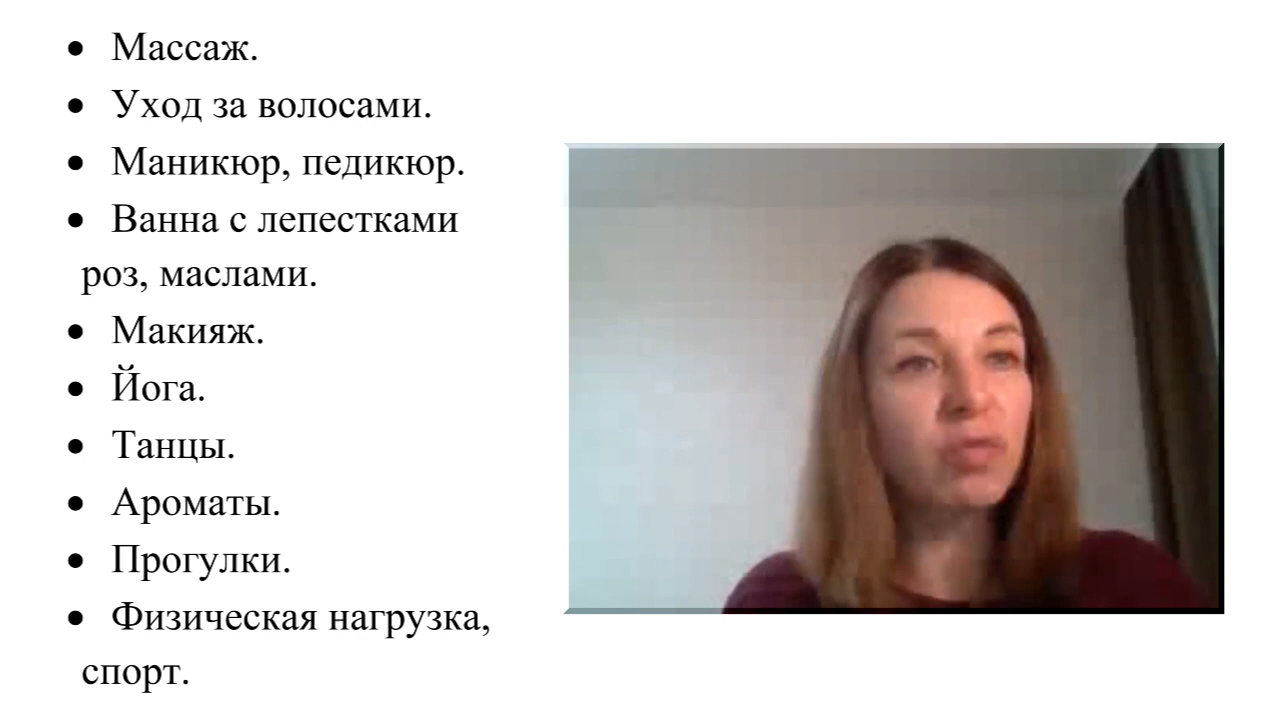 • Массаж.
• Уход за волосами.
• Маникюр, педикюр.
• Ванна с лепестками
роз, маслами.
• Макияж.
• Йога.
• Танцы.
• Ароматы.
• Прогулки.
• Физическая нагрузка,
спорт.